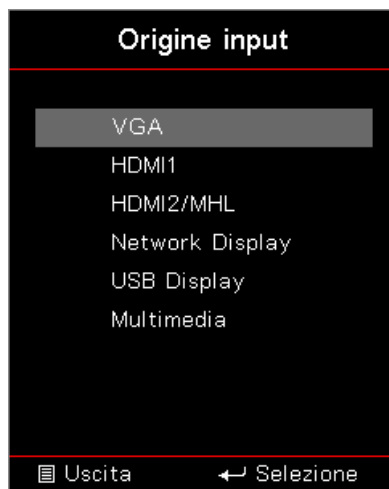 Origine input
VGA
HDMI1
HDMI2/MHL
Network Display
USB Display
Multimedia
Uscita Selezione